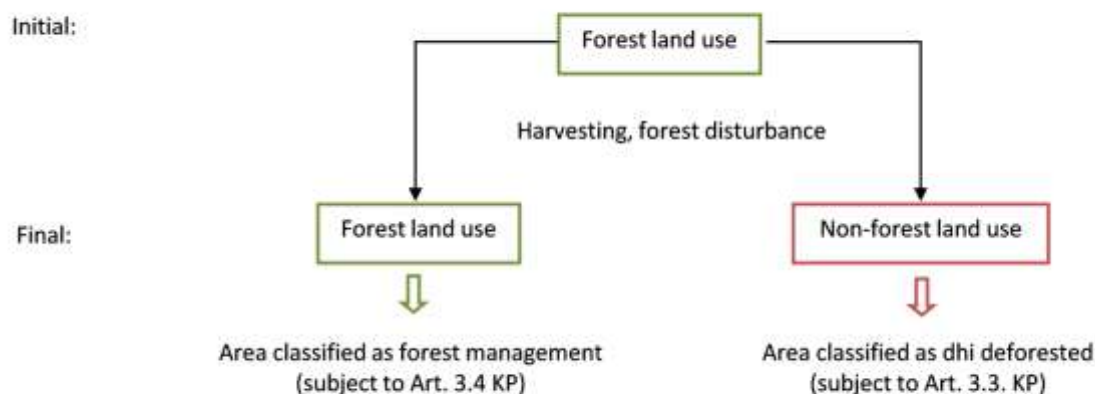 Initial:
Forest land use
Harvesting, forest disturbance
Final:
Forest land use
Non-forest land use
Area classified as forest management
(subject to Art. 3.4 KP)
Area classified as dhi deforested
(subject to Art. 3.3. KP)